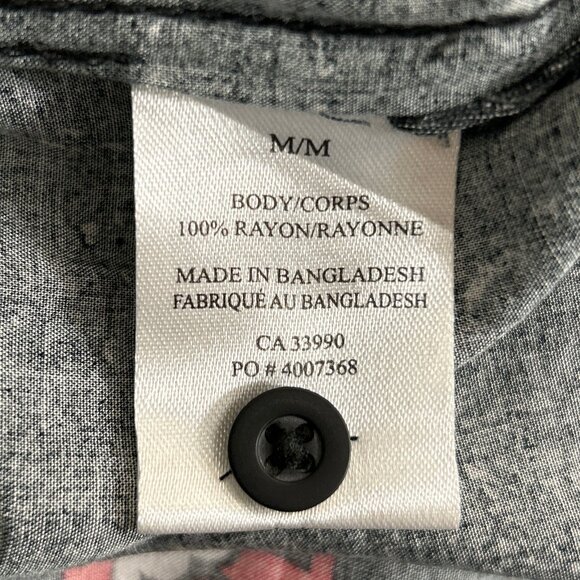 M/M
BODY/CORPS
100% RAYON/RAYONNE
MADE IN BANGLADESH
FABRIQUÉ AU BANGLADESH
CA 33990
PO # 4007368